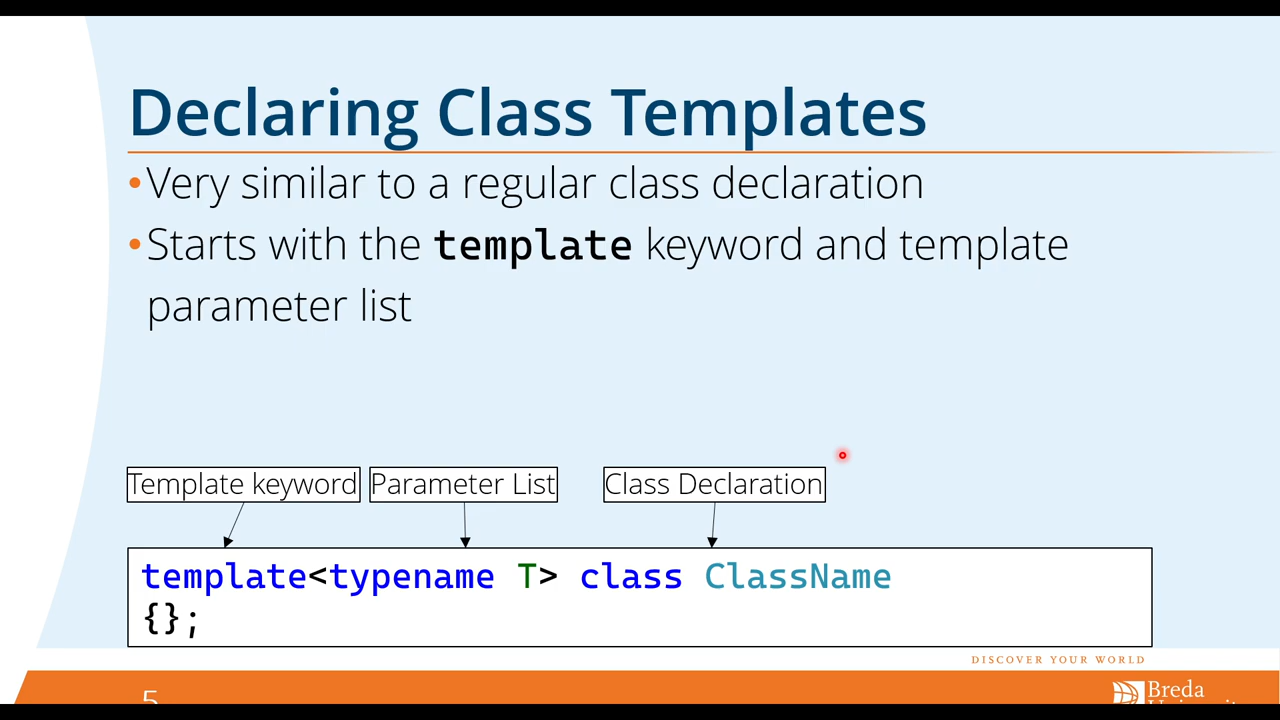 Declaring Class Templates
•Very similar to a regular class declaration
•Starts with the template keyword and template
parameter list
Template keyword
Parameter List
Class Declaration
template<typename T> class ClassName
{};
DISCOVER YOUR WORLD
5
Breda